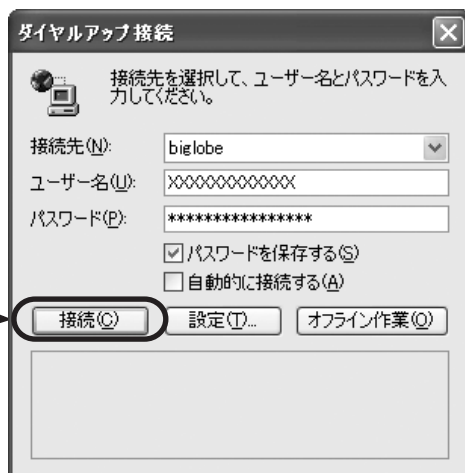 ダイヤルアップ接続
接続先を選択して、ユーザー名とパスワードを入
力してください。
接続先(N): biglobe
ユーザー名(U): XXXXXXXXXXXXX
パスワード(P): ****************
パスワードを保存する(S)
自動的に接続する(A)
接続(C) 設定(T)... オフライン作業(O)